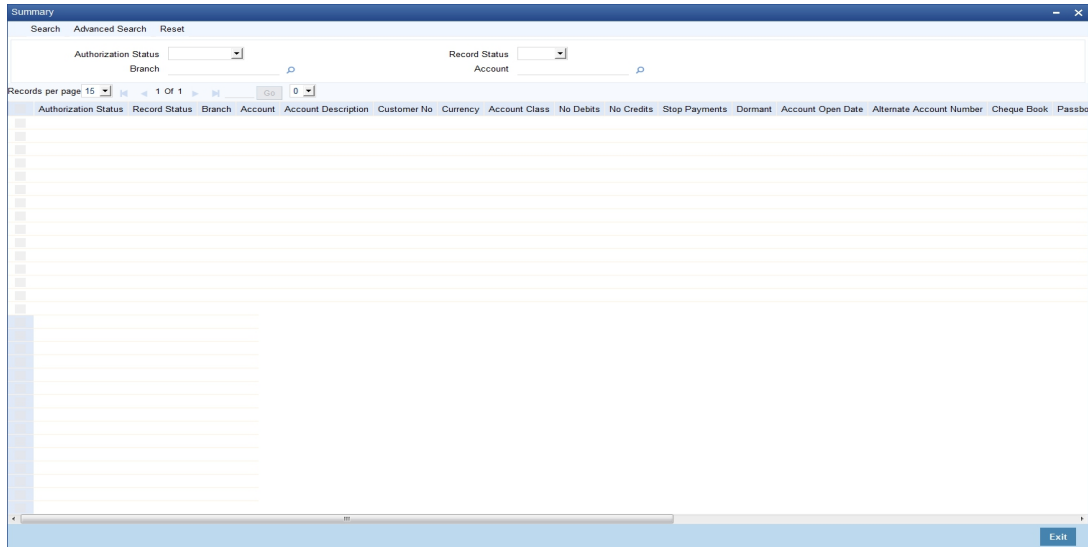 Summary
Search Advanced Search Reset
Authorization Status Record Status
Branch Account
Records per page 15 1 Of 1 Go 0
Authorization Status Record Status Branch Account Account Description Customer No Currency Account Class No Debits No Credits Stop Payments Dormant Account Open Date Alternate Account Number Cheque Book Passbo
Exit